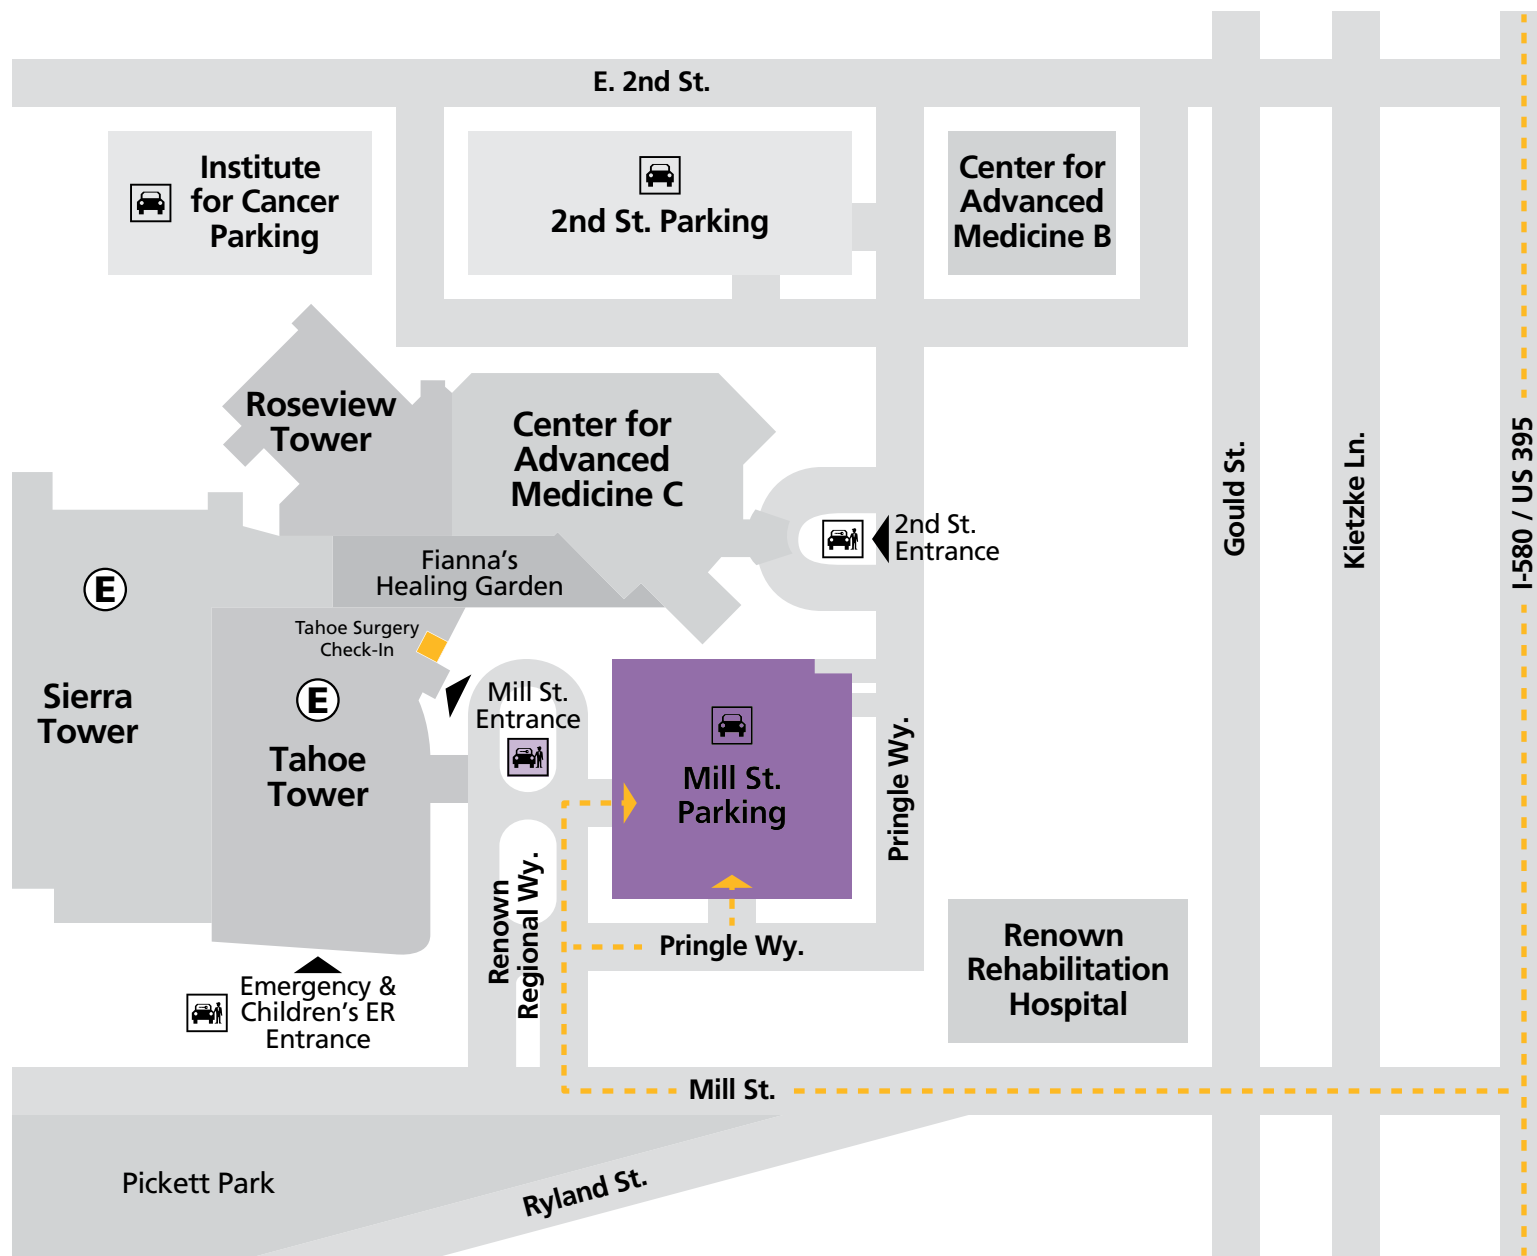 E. 2nd St.
Institute
for Cancer
Parking
2nd St. Parking
Center for
Advanced
Medicine B
Roseview
Tower
Center for
Advanced
Medicine C
Gould St.
Kietzke Ln.
I-580 / US 395
2nd St.
Entrance
Fianna's
Healing Garden
E
Tahoe Surgery
Check-In
Sierra
Tower
E
Tahoe
Tower
Mill St.
Entrance
Mill St.
Parking
Pringle Wy.
Renown
Regional Wy.
Pringle Wy.
Renown
Rehabilitation
Hospital
Emergency &
Children's ER
Entrance
Mill St.
Pickett Park
Ryland St.